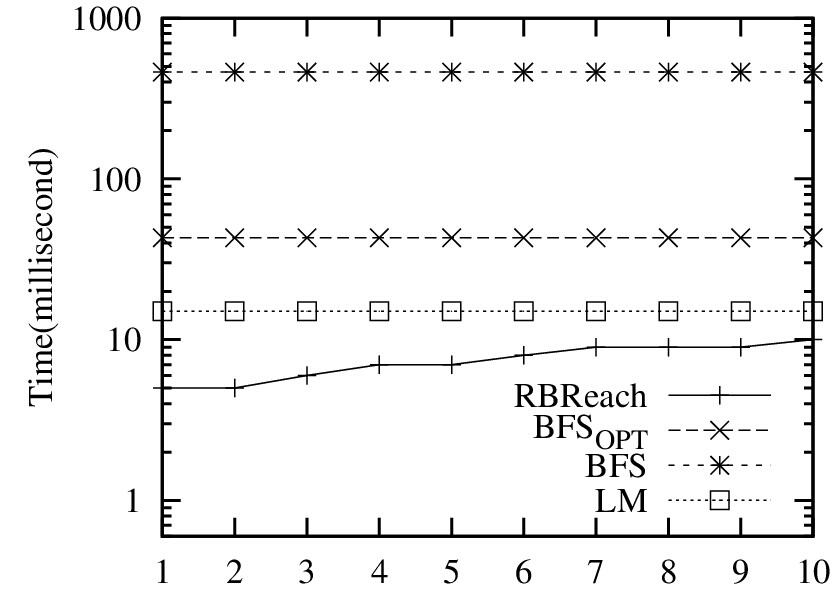 1000
100
10
1
Time(millisecond)
RBReach
BFSOPT
BFS
LM
1 2 3 4 5 6 7 8 9 10